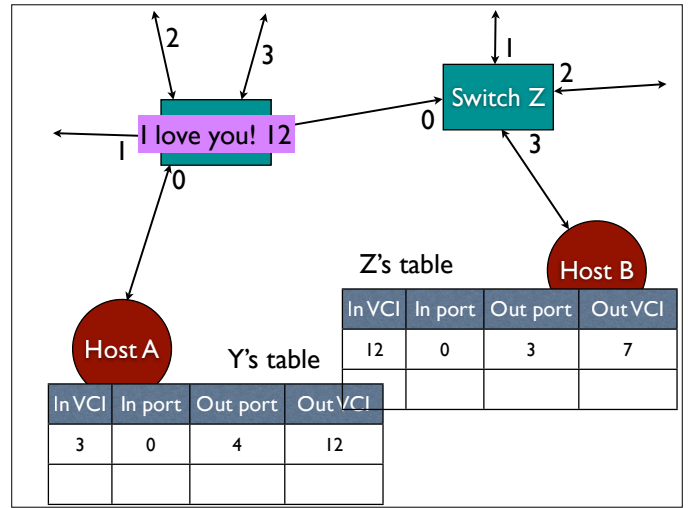 2
3
1
Switch Z
2
0
3
I love you! 12
1
0
Z's table
Host B
In VCI In port Out port Out VCI
12 0 3 7
Host A
Y's table
In VCI In port Out port Out VCI
3 0 4 12